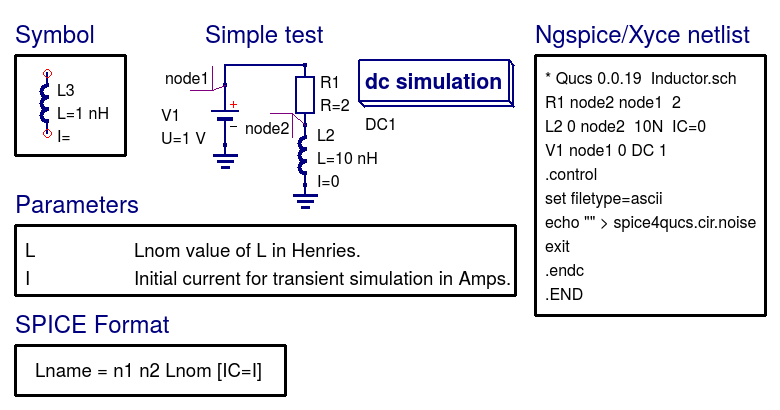 Symbol
L3
L=1 nH
I=
Simple test
node1
V1
U=1 V
+
−
node2
R1
R=2
L2
L=10 nH
I=0
dc simulation
DC1
Ngspice/Xyce netlist
* Qucs 0.0.19 Inductor.sch
R1 node2 node1 2
L2 0 node2 10N IC=0
V1 node1 0 DC 1
.control
set filetype=ascii
echo "" > spice4qucs.cir.noise
exit
.endc
.END
Parameters
L Lnom value of L in Henries.
I Initial current for transient simulation in Amps.
SPICE Format
Lname = n1 n2 Lnom [IC=I]